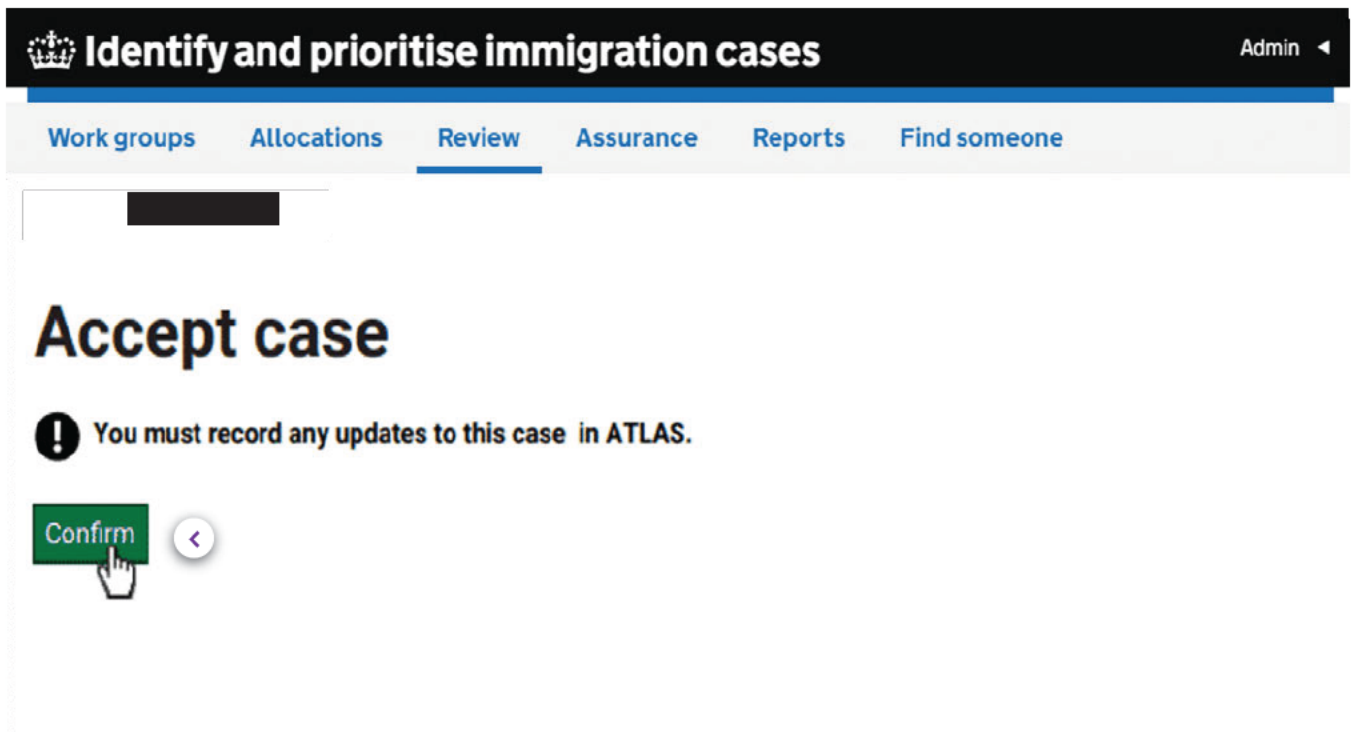 Identify and prioritise immigration cases
Admin
Work groups Allocations Review Assurance Reports Find someone
Accept case
You must record any updates to this case in ATLAS.
Confirm